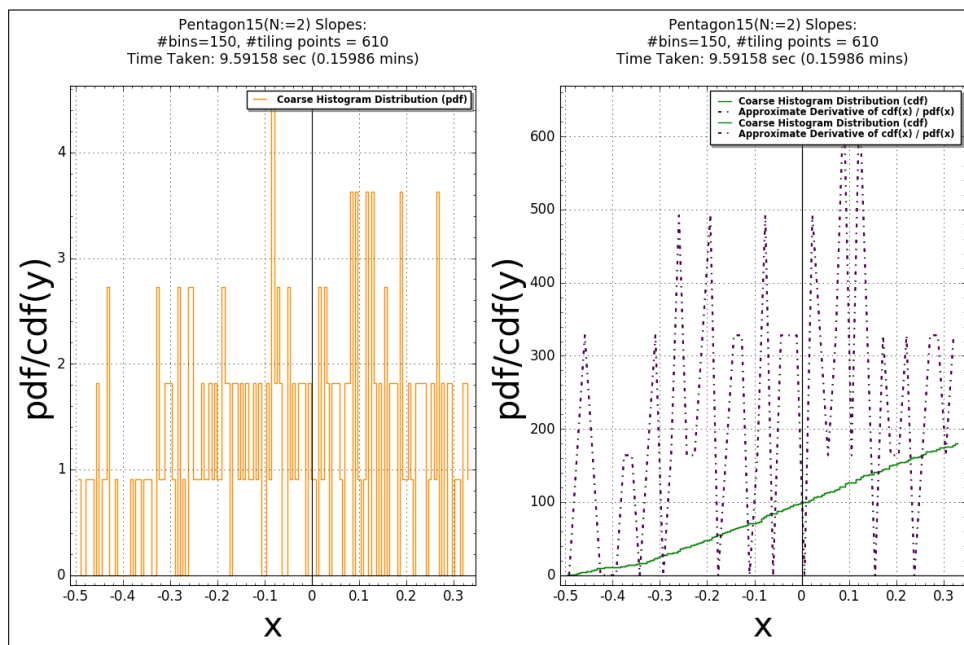 Pentagon15(N:=2) Slopes:
#bins=150, #tiling points = 610
Time Taken: 9.59158 sec (0.15986 mins)
Coarse Histogram Distribution (pdf)
pdf/cdf(y)
4
3
2
1
0
-0.5 -0.4 -0.3 -0.2 -0.1 0 0.1 0.2 0.3
x
Pentagon15(N:=2) Slopes:
#bins=150, #tiling points = 610
Time Taken: 9.59158 sec (0.15986 mins)
Coarse Histogram Distribution (cdf)
Approximate Derivative of cdf(x) / pdf(x)
Coarse Histogram Distribution (cdf)
Approximate Derivative of cdf(x) / pdf(x)
pdf/cdf(y)
600
500
400
300
200
100
0
-0.5 -0.4 -0.3 -0.2 -0.1 0 0.1 0.2 0.3
x